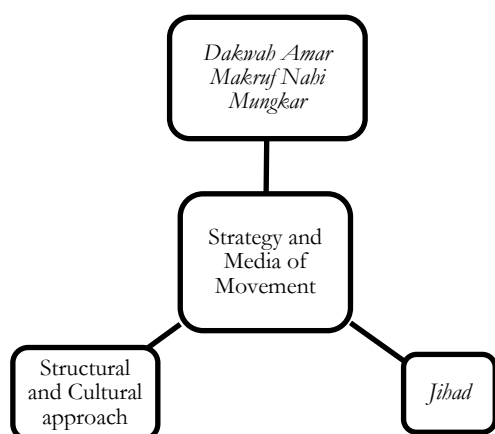 Dakwah Amar
Makruf Nahi
Mungkar
Strategy and
Media of
Movement
Structural
and Cultural
approach
Jihad